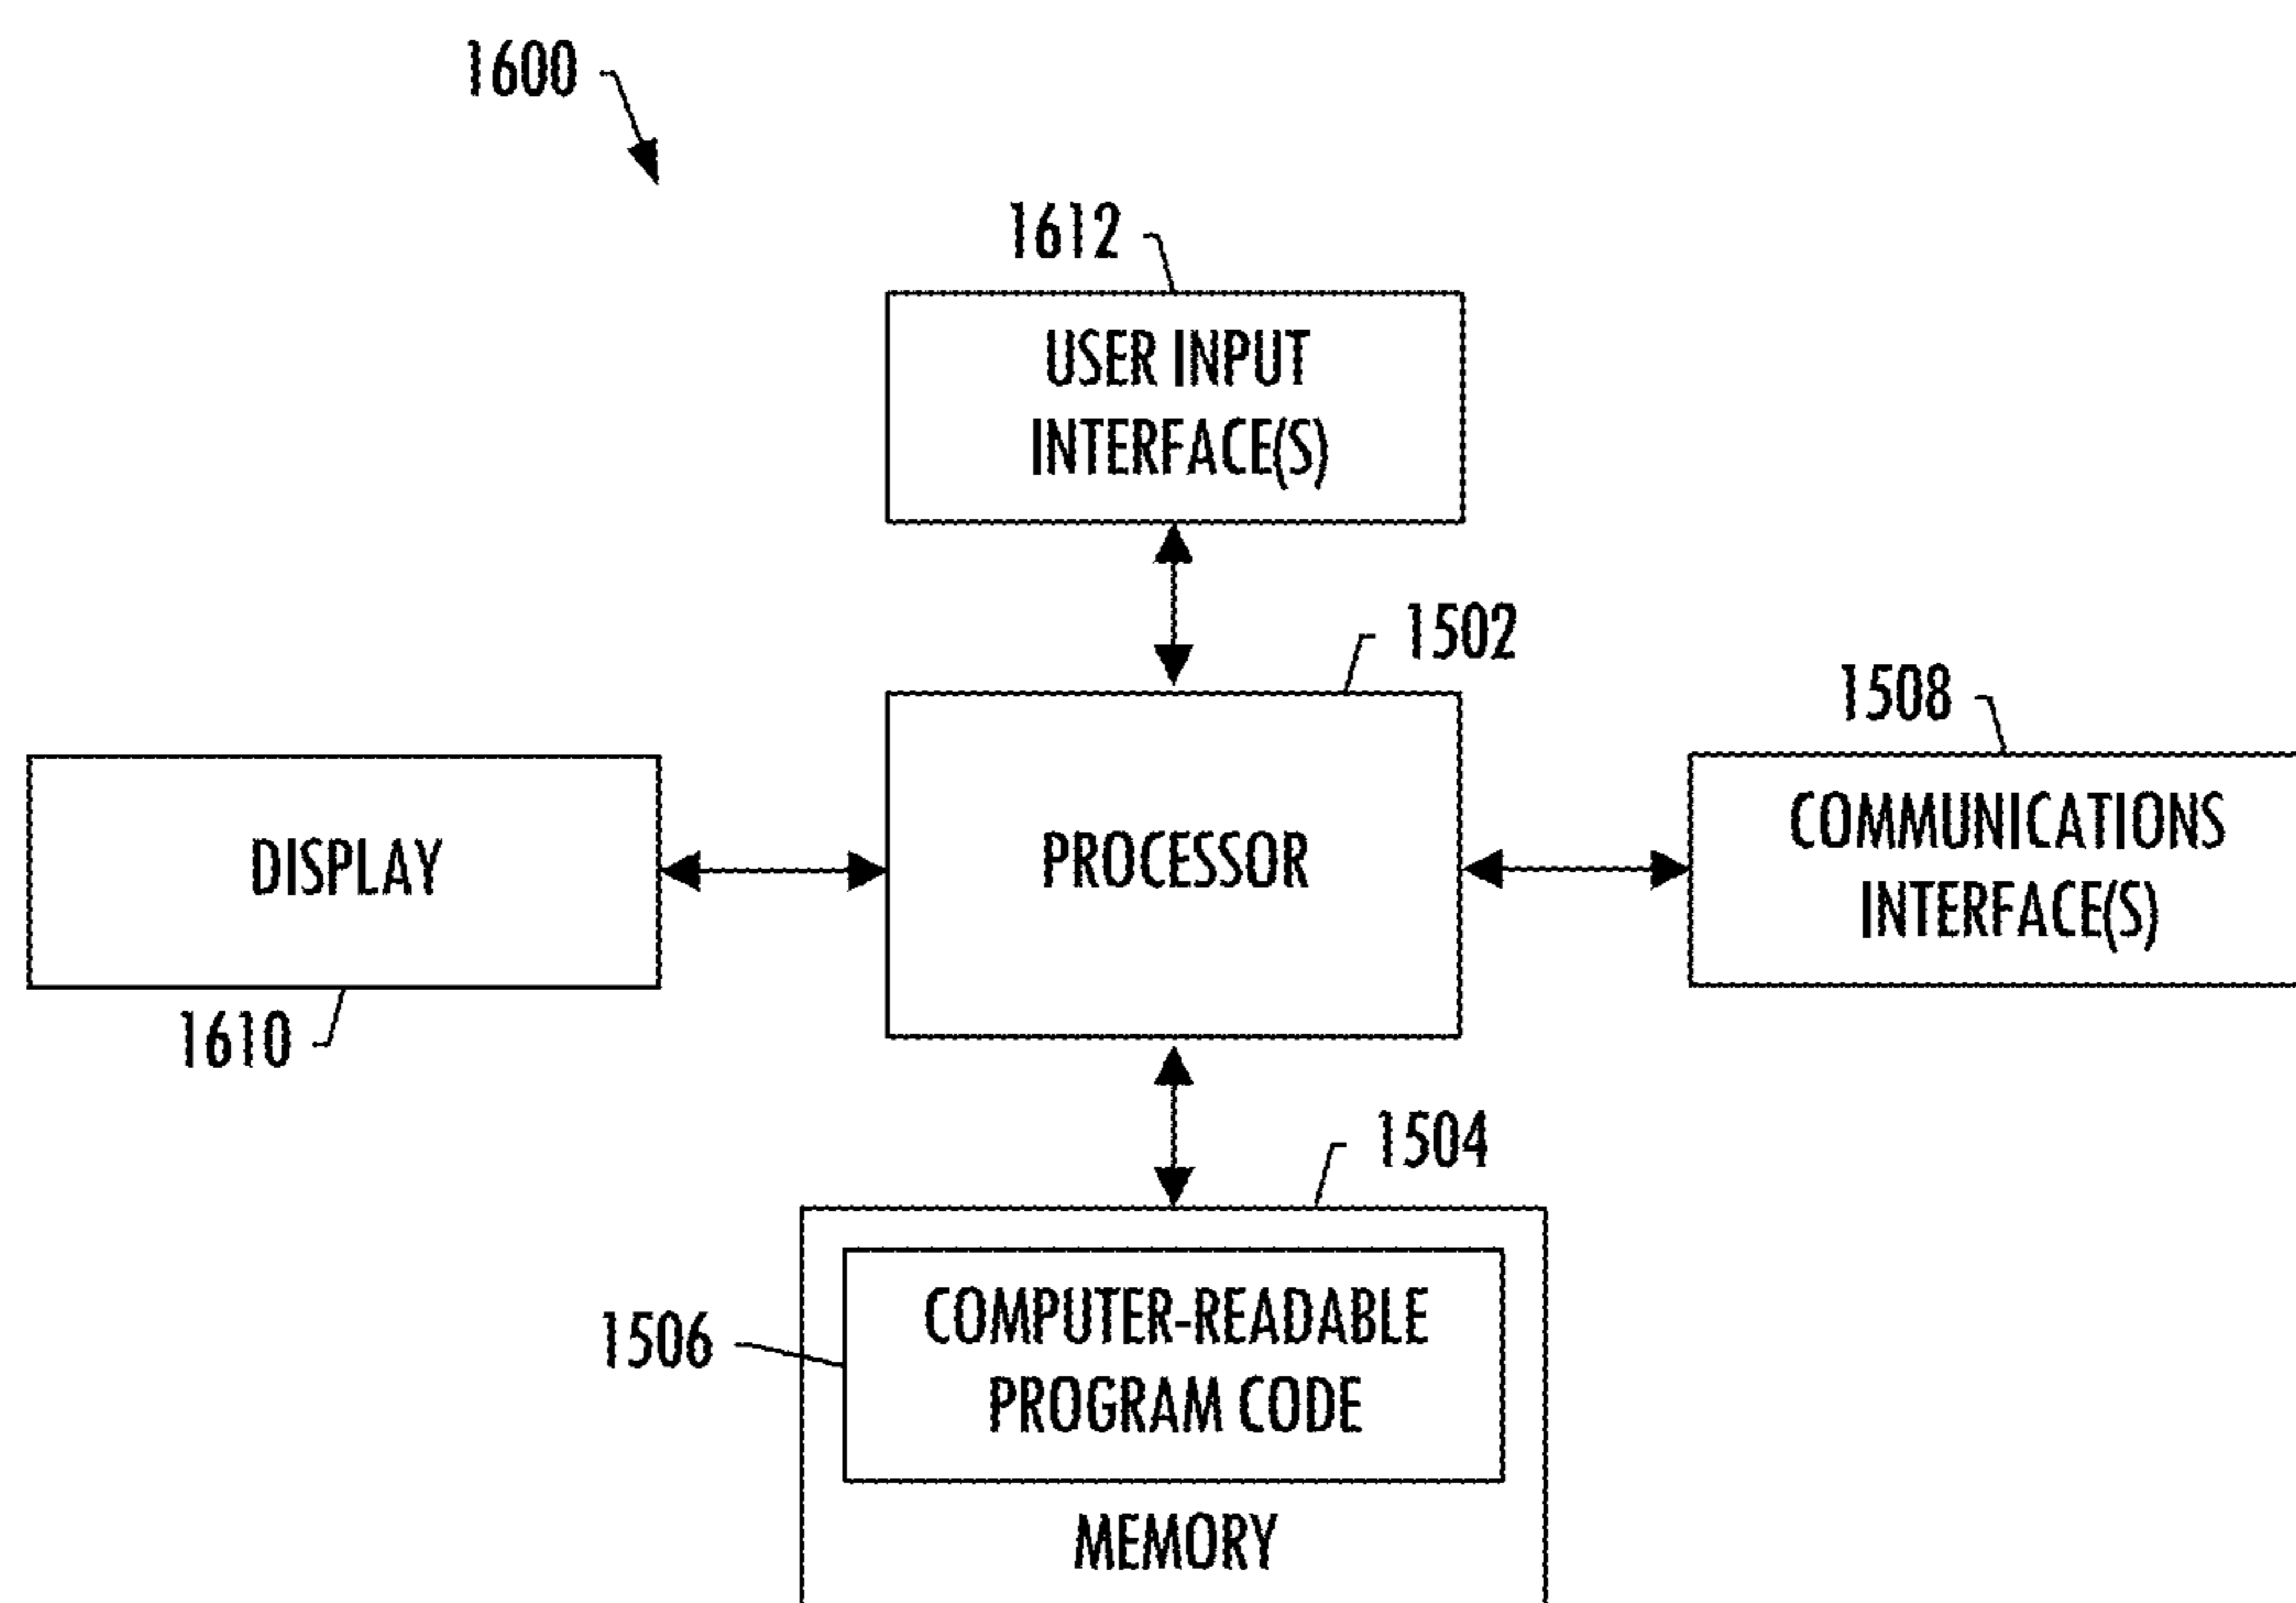 1600
1612
USER INPUT
INTERFACE(S)
1502
1508
DISPLAY
PROCESSOR
COMMUNICATIONS
INTERFACE(S)
1610
1504
1506
COMPUTER-READABLE
PROGRAM CODE
MEMORY